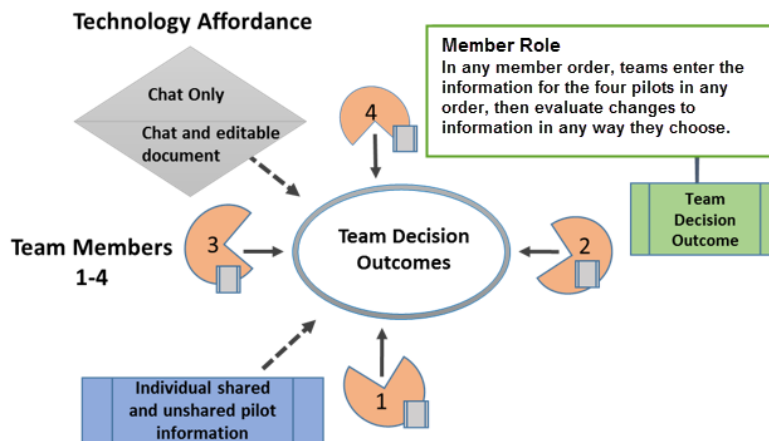 Technology Affordance
Chat Only
Chat and editable
document
Member Role
In any member order, teams enter the
information for the four pilots in any
order, then evaluate changes to
information in any way they choose.
4
Team
Decision
Outcome
Team Members
1-4
3
Team Decision
Outcomes
2
Individual shared
and unshared pilot
information
1